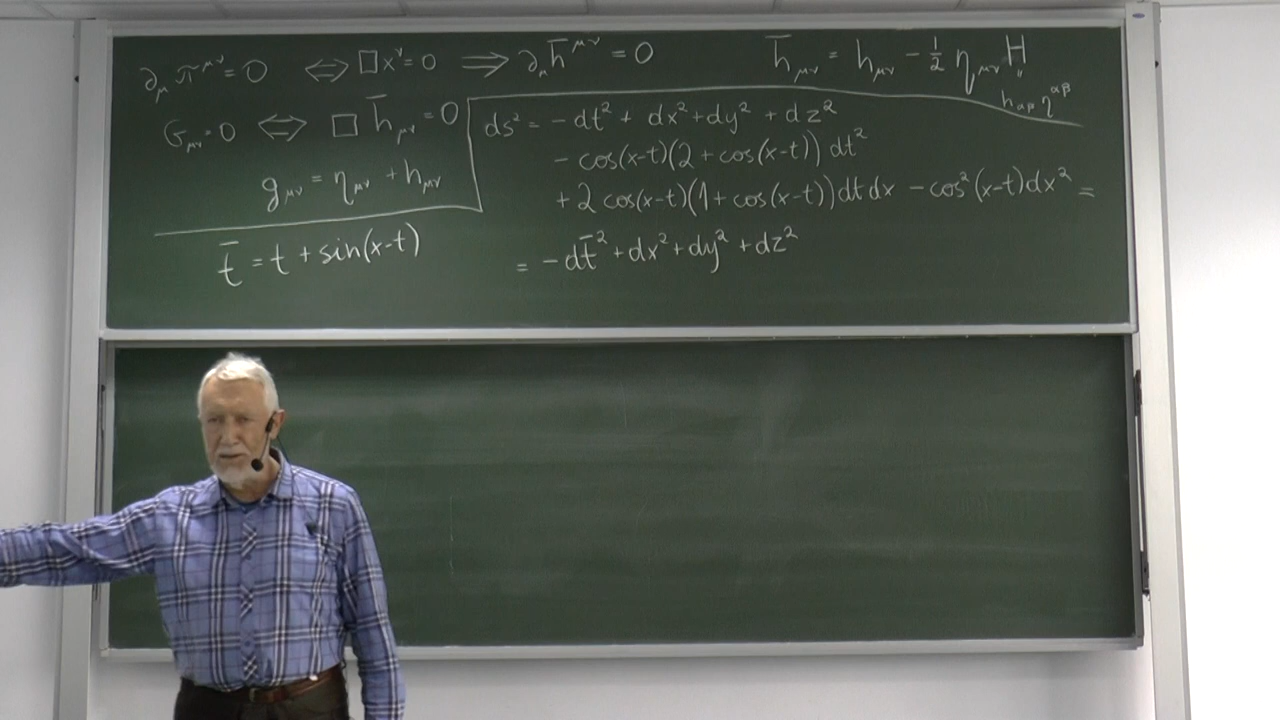 ∂_μ π^{μν} = 0 ⟺ □x^ν = 0 ⟹ ∂_μ h̄^{μν} = 0
h̄_{μν} = h_{μν} - ½ η_{μν} H
h_{αβ} η^{αβ}
G_{μν} = 0 ⟺ □ h̄_{μν} = 0
g_{μν} = η_{μν} + h_{μν}
t̄ = t + sin(x-t)
ds² = -dt² + dx² + dy² + dz²
- cos(x-t)(2 + cos(x-t)) dt²
+ 2 cos(x-t)(1 + cos(x-t)) dt dx - cos²(x-t) dx² =
= -dt̄² + dx² + dy² + dz²